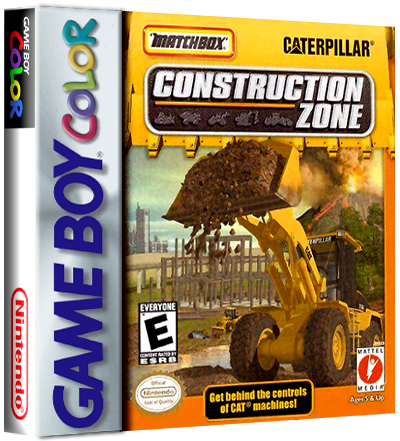 GAME BOY
COLOR
Nintendo
GAME BOY COLOR
MATCHBOX
CATERPILLAR®
CONSTRUCTION
ZONE
CATERPILLAR
EVERYONE
E
CONTENT RATED BY
ESRB
Official
Nintendo
Seal of Quality
Get behind the controls
of CAT® machines!
MATTEL
MEDIA
Ages 5 & Up